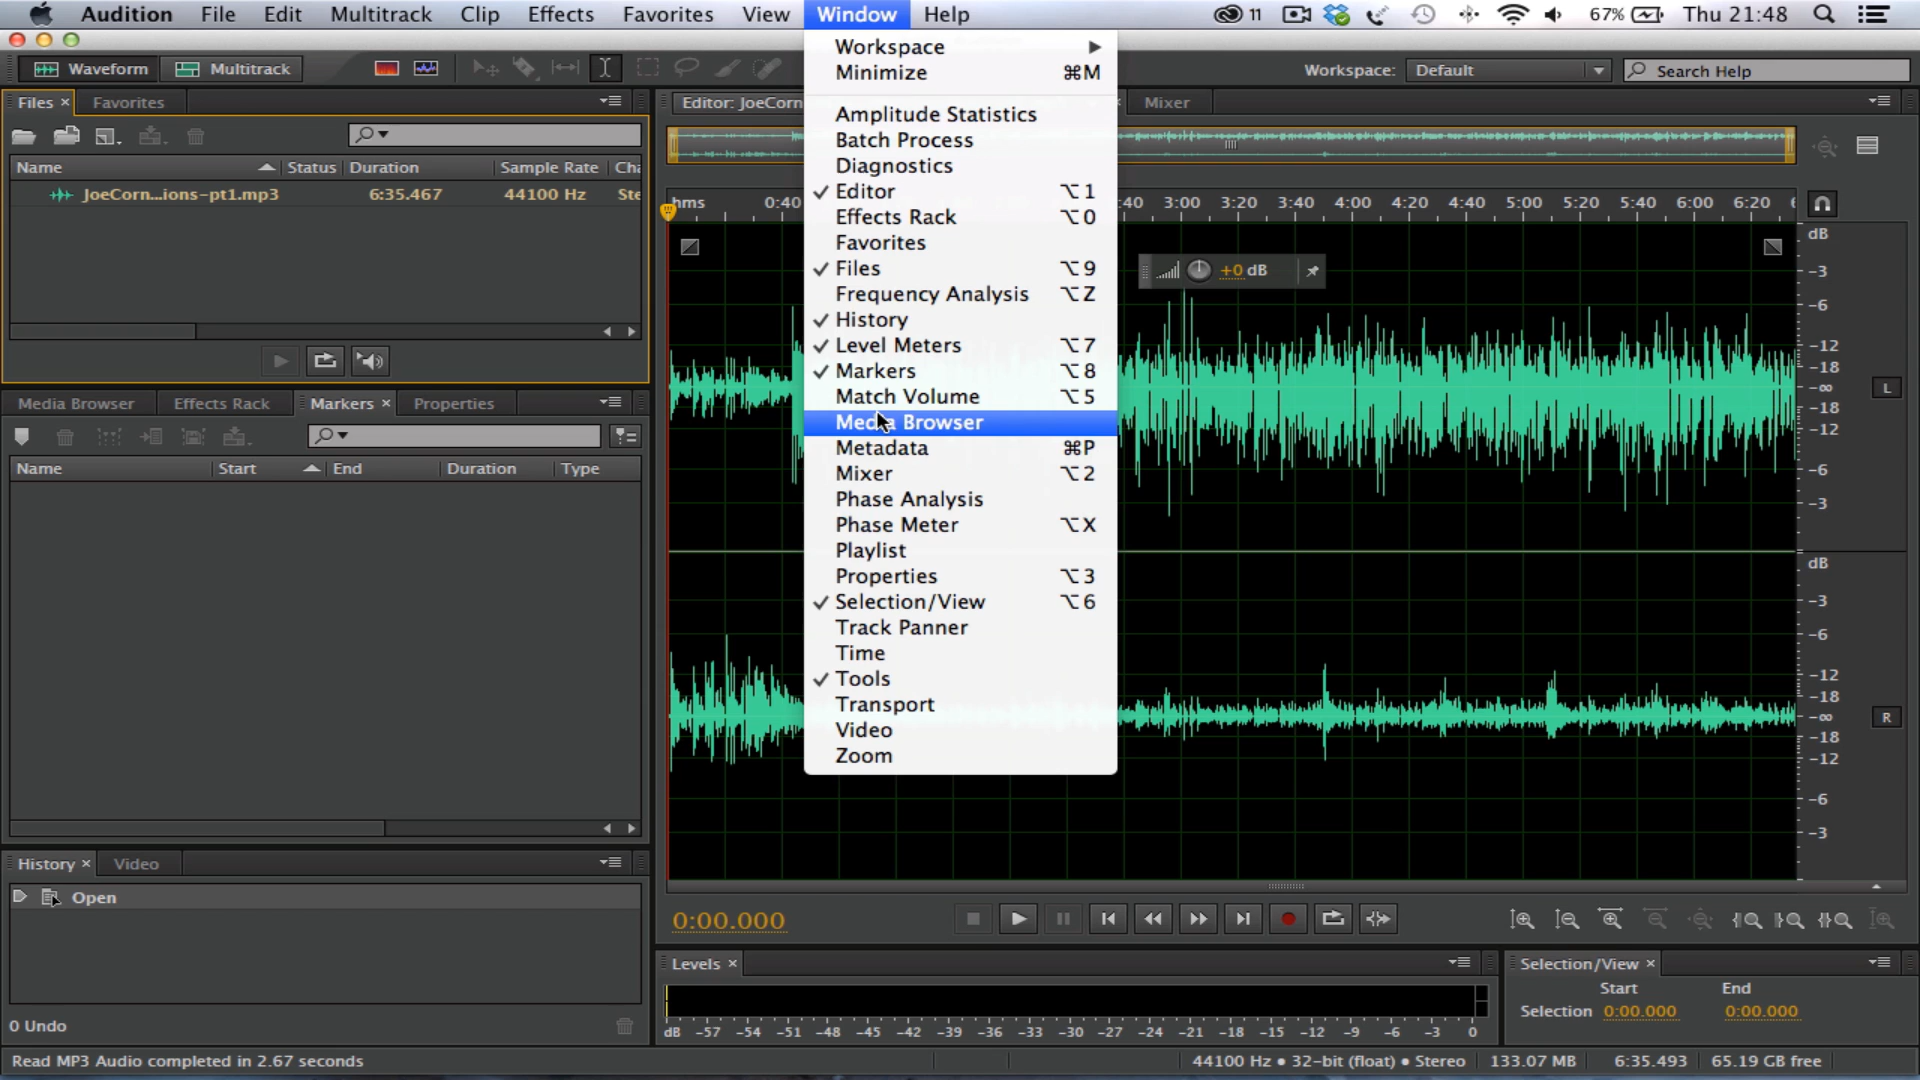 Audition File Edit Multitrack Clip Effects Favorites View Window Help 11 67% Thu 21:48
Waveform Multitrack Workspace: Default Search Help
Files × Favorites
Name Status Duration Sample Rate Cha
JoeCorn...ions-pt1.mp3 6:35.467 44100 Hz Ste
Media Browser Effects Rack Markers × Properties
Name Start End Duration Type
History × Video
Open
0 Undo
Workspace
Minimize ⌘M
Amplitude Statistics
Batch Process
Diagnostics
✓ Editor ⌥1
Effects Rack ⌥0
Favorites
✓ Files ⌥9
Frequency Analysis ⌥Z
✓ History
✓ Level Meters ⌥7
✓ Markers ⌥8
Match Volume ⌥5
Media Browser
Metadata ⌘P
Mixer ⌥2
Phase Analysis
Phase Meter ⌥X
Playlist
Properties ⌥3
✓ Selection/View ⌥6
Track Panner
Time
✓ Tools
Transport
Video
Zoom
Editor: JoeCorn Mixer
hms 0:40 :40 3:00 3:20 3:40 4:00 4:20 4:40 5:00 5:20 5:40 6:00 6:20
+0 dB
dB
-3
-6
-12
-18
-∞
-18
-12
-6
-3
L
dB
-3
-6
-12
-18
-∞
-18
-12
-6
-3
R
0:00.000
Levels ×
dB -57 -54 -51 -48 -45 -42 -39 -36 -33 -30 -27 -24 -21 -18 -15 -12 -9 -6 -3 0
Selection/View ×
Start End
Selection 0:00.000 0:00.000
Read MP3 Audio completed in 2.67 seconds 44100 Hz • 32-bit (float) • Stereo 133.07 MB 6:35.493 65.19 GB free